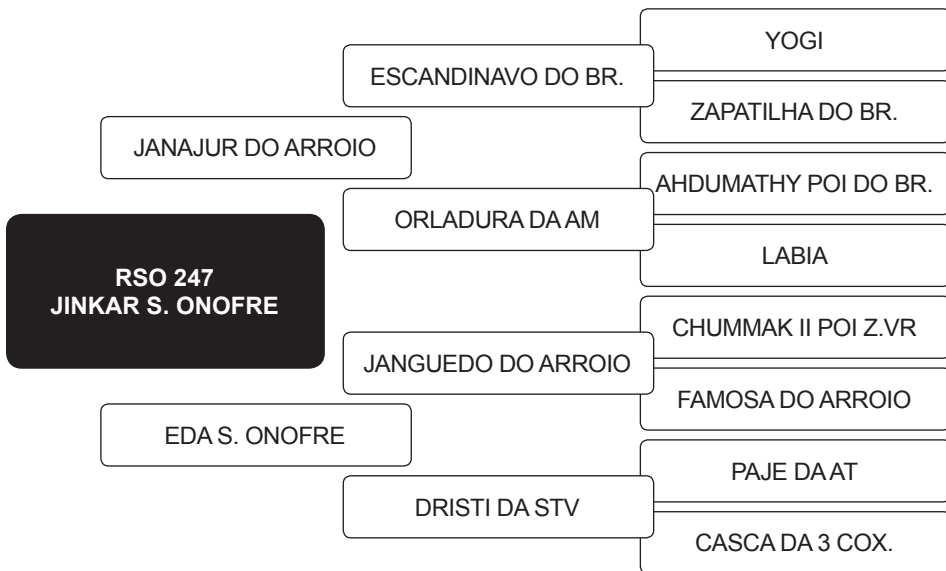 YOGI
ESCANDINAVO DO BR.
ZAPATILHA DO BR.
JANAJUR DO ARROIO
AHDUMATHY POI DO BR.
ORLADURA DA AM
LABIA
RSO 247
JINKAR S. ONOFRE
CHUMMAK II POI Z.VR
JANGUEDO DO ARROIO
FAMOSA DO ARROIO
EDA S. ONOFRE
PAJE DA AT
DRISTI DA STV
CASCA DA 3 COX.